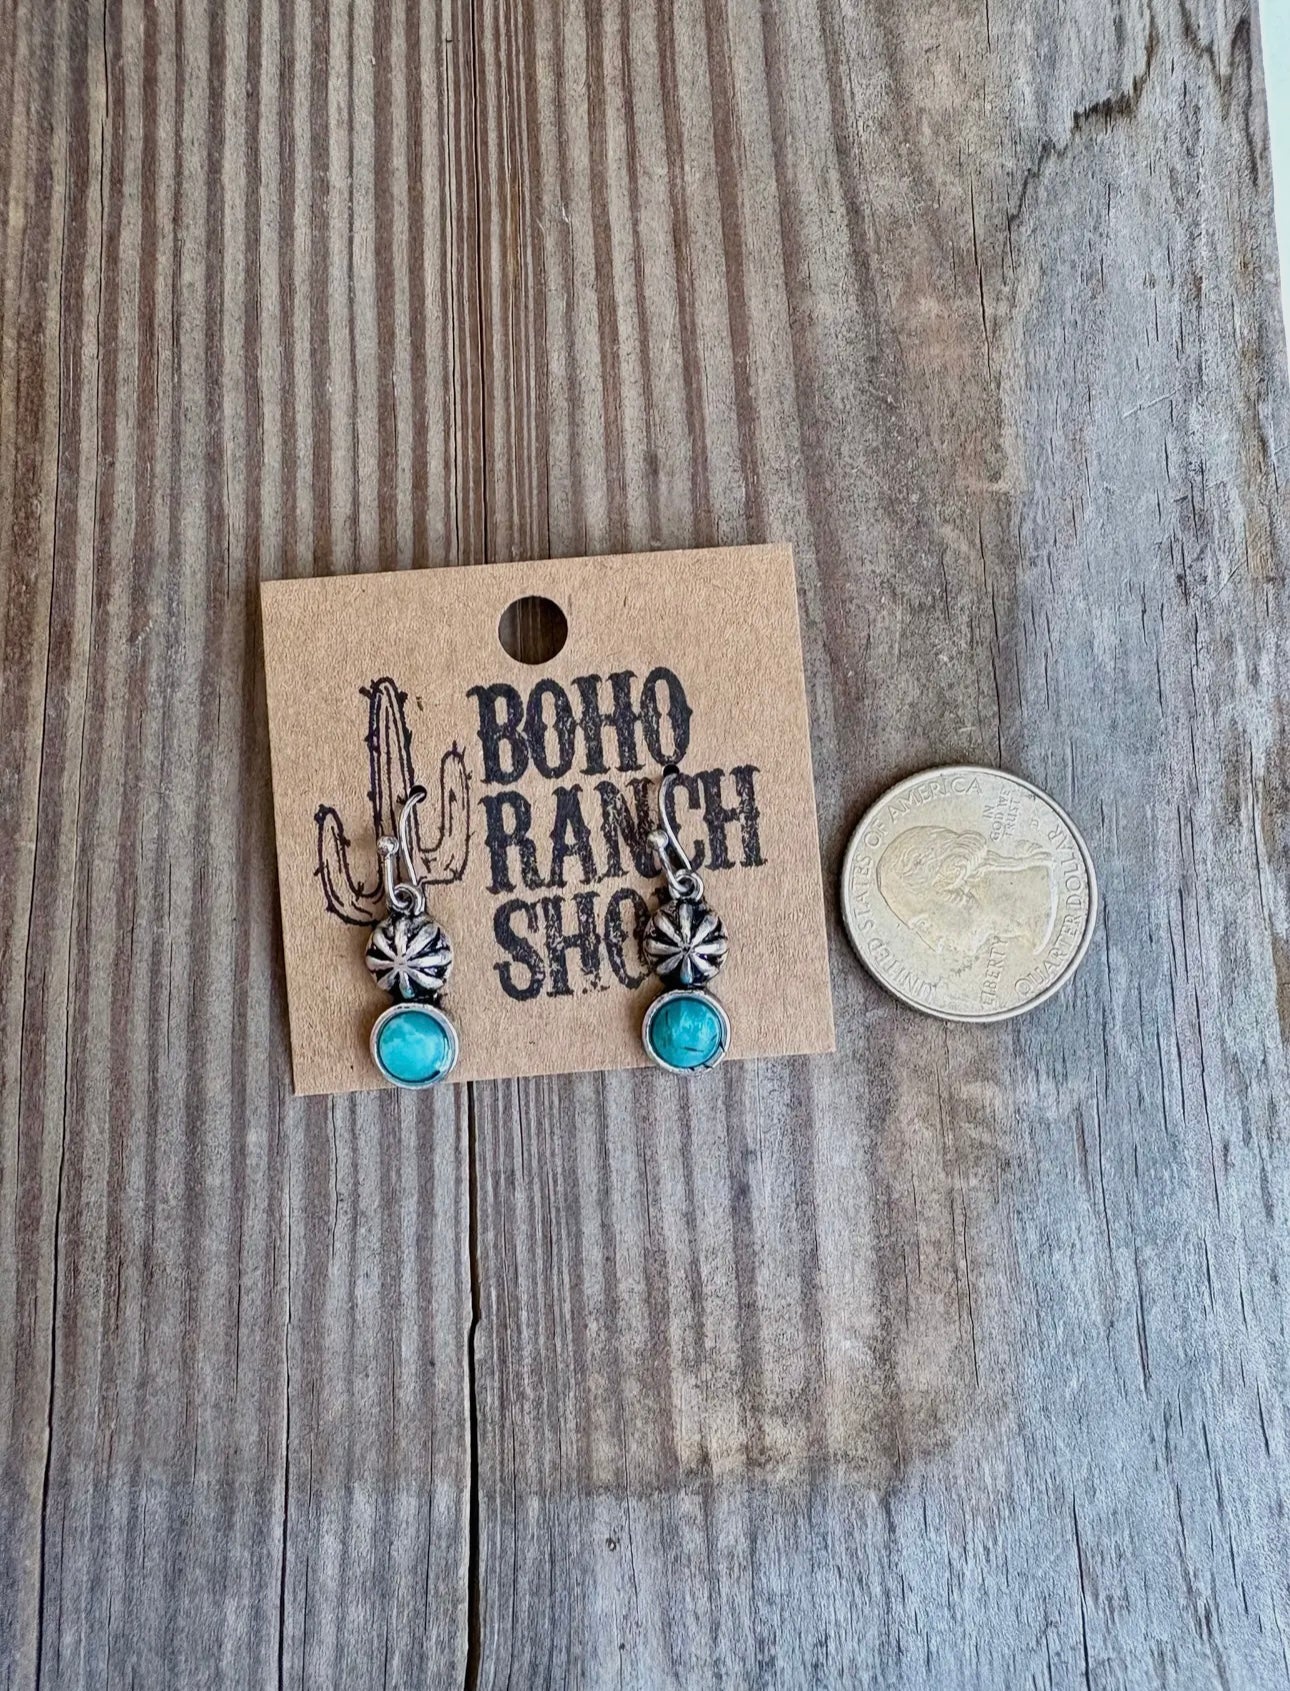 BOHO
RANCH
SHO
UNITED STATES OF AMERICA
IN
GOD WE
TRUST
LIBERTY
QUARTER DOLLAR